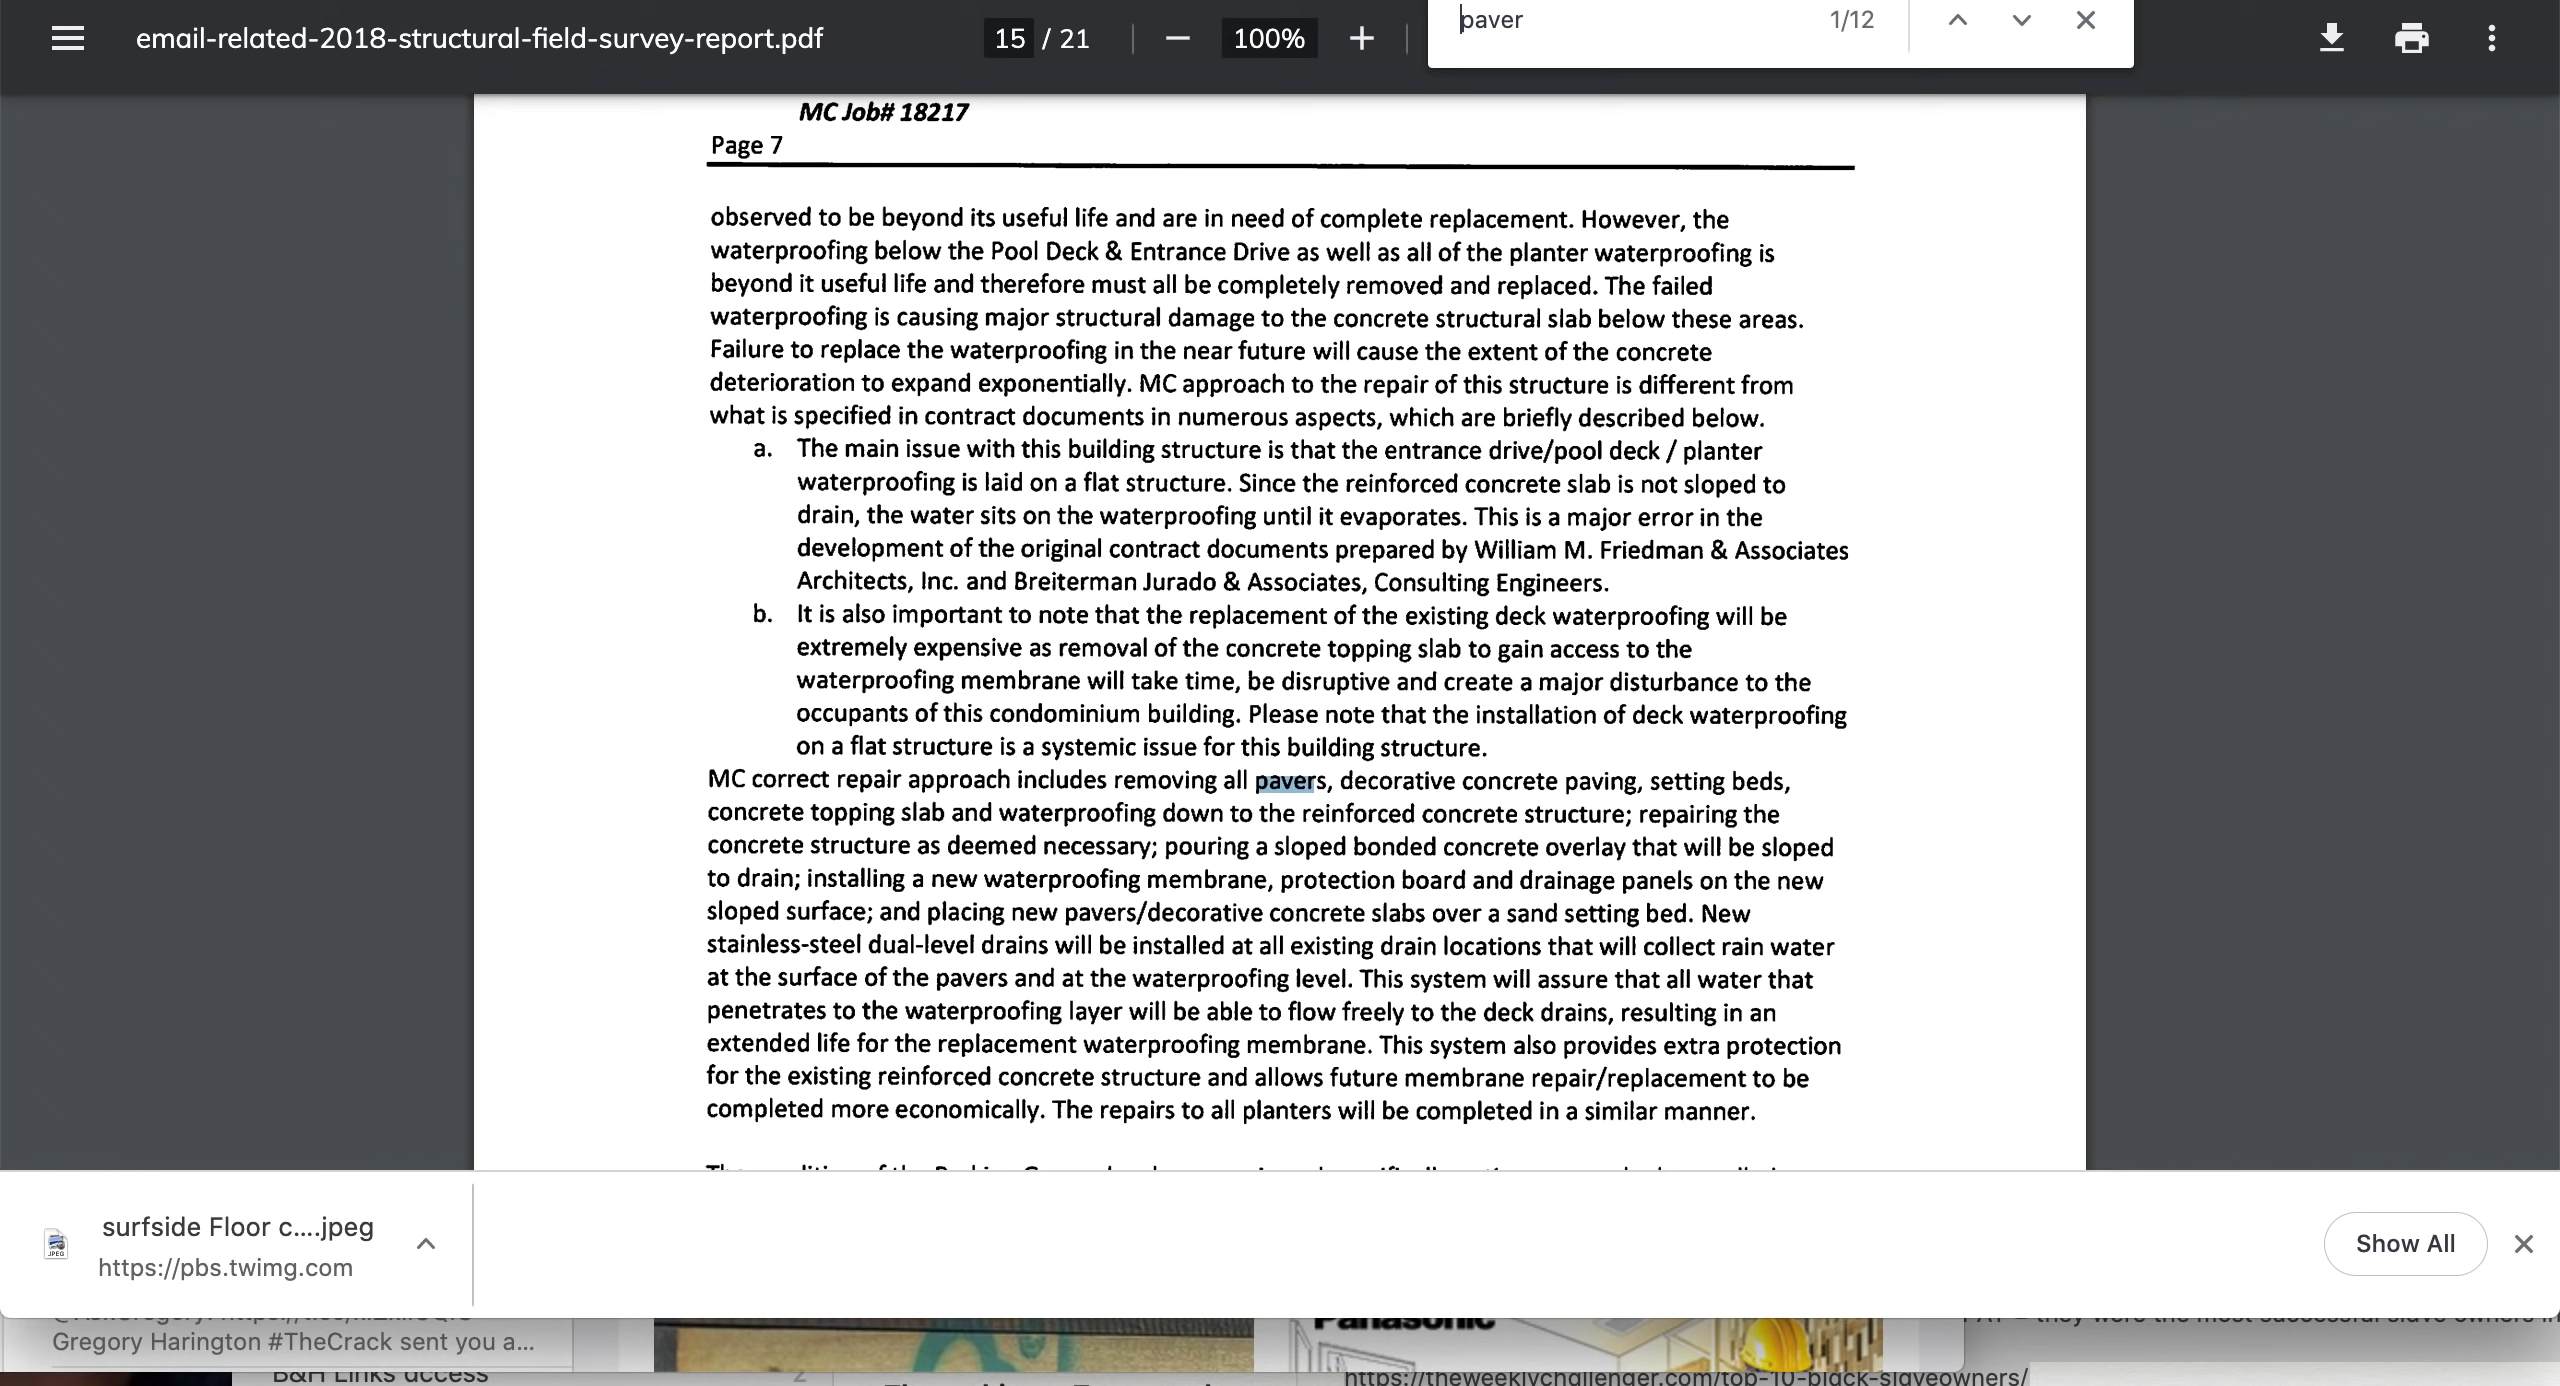 email-related-2018-structural-field-survey-report.pdf
15 / 21
100%
paver
1/12
MC Job# 18217
Page 7
observed to be beyond its useful life and are in need of complete replacement. However, the
waterproofing below the Pool Deck & Entrance Drive as well as all of the planter waterproofing is
beyond it useful life and therefore must all be completely removed and replaced. The failed
waterproofing is causing major structural damage to the concrete structural slab below these areas.
Failure to replace the waterproofing in the near future will cause the extent of the concrete
deterioration to expand exponentially. MC approach to the repair of this structure is different from
what is specified in contract documents in numerous aspects, which are briefly described below.
a. The main issue with this building structure is that the entrance drive/pool deck / planter
waterproofing is laid on a flat structure. Since the reinforced concrete slab is not sloped to
drain, the water sits on the waterproofing until it evaporates. This is a major error in the
development of the original contract documents prepared by William M. Friedman & Associates
Architects, Inc. and Breiterman Jurado & Associates, Consulting Engineers.
b. It is also important to note that the replacement of the existing deck waterproofing will be
extremely expensive as removal of the concrete topping slab to gain access to the
waterproofing membrane will take time, be disruptive and create a major disturbance to the
occupants of this condominium building. Please note that the installation of deck waterproofing
on a flat structure is a systemic issue for this building structure.
MC correct repair approach includes removing all pavers, decorative concrete paving, setting beds,
concrete topping slab and waterproofing down to the reinforced concrete structure; repairing the
concrete structure as deemed necessary; pouring a sloped bonded concrete overlay that will be sloped
to drain; installing a new waterproofing membrane, protection board and drainage panels on the new
sloped surface; and placing new pavers/decorative concrete slabs over a sand setting bed. New
stainless-steel dual-level drains will be installed at all existing drain locations that will collect rain water
at the surface of the pavers and at the waterproofing level. This system will assure that all water that
penetrates to the waterproofing layer will be able to flow freely to the deck drains, resulting in an
extended life for the replacement waterproofing membrane. This system also provides extra protection
for the existing reinforced concrete structure and allows future membrane repair/replacement to be
completed more economically. The repairs to all planters will be completed in a similar manner.
surfside Floor c....jpeg
JPEG
https://pbs.twimg.com
Show All
Panasonic
Gregory Harington #TheCrack sent you a...
B&H Links access
2
https://theweeklychallenger.com/top-10-black-slaveowners/